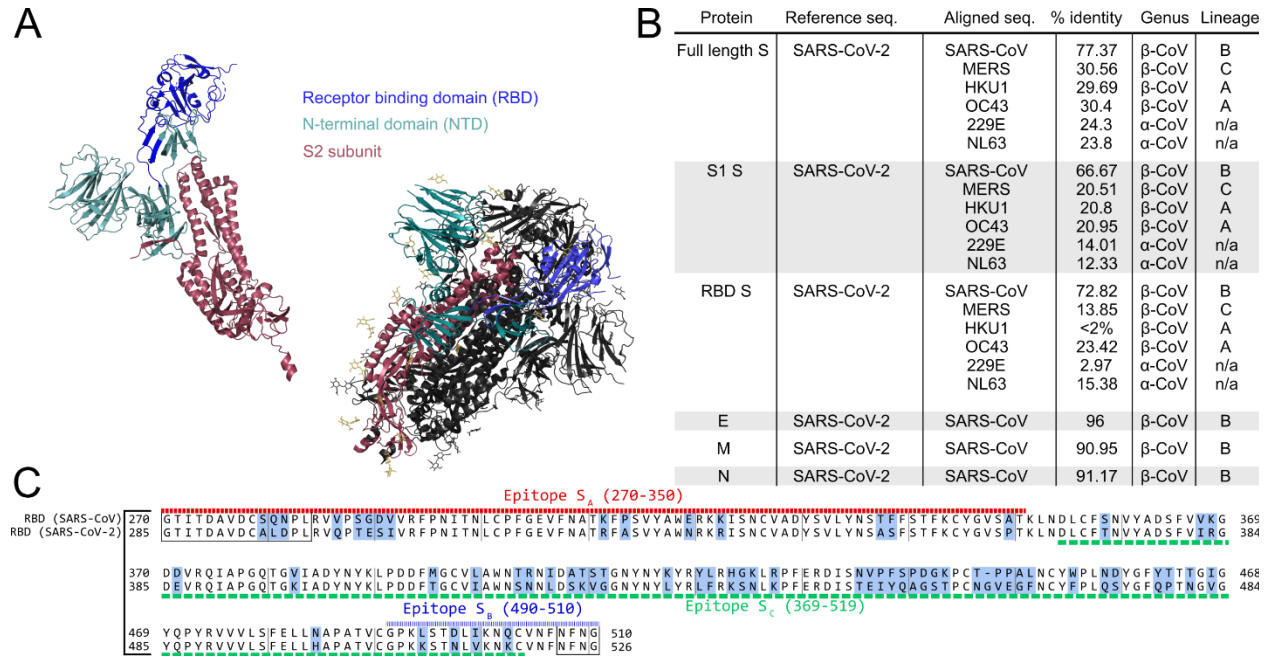 A
Receptor binding domain (RBD)
N-terminal domain (NTD)
S2 subunit
B
Protein Reference seq. Aligned seq. % identity Genus Lineage
Full length S SARS-CoV-2 SARS-CoV 77.37 β-CoV B
MERS 30.56 β-CoV C
HKU1 29.69 β-CoV A
OC43 30.4 β-CoV A
229E 24.3 α-CoV n/a
NL63 23.8 α-CoV n/a
S1 S SARS-CoV-2 SARS-CoV 66.67 β-CoV B
MERS 20.51 β-CoV C
HKU1 20.8 β-CoV A
OC43 20.95 β-CoV A
229E 14.01 α-CoV n/a
NL63 12.33 α-CoV n/a
RBD S SARS-CoV-2 SARS-CoV 72.82 β-CoV B
MERS 13.85 β-CoV C
HKU1 <2% β-CoV A
OC43 23.42 β-CoV A
229E 2.97 α-CoV n/a
NL63 15.38 α-CoV n/a
E SARS-CoV-2 SARS-CoV 96 β-CoV B
M SARS-CoV-2 SARS-CoV 90.95 β-CoV B
N SARS-CoV-2 SARS-CoV 91.17 β-CoV B
C
Epitope S_A (270-350)
RBD (SARS-CoV) 270 GTITDAVDCSQNPLRVVPSGDVVRFPNITNLCPFGEVFNATKFPSVYAWERKKISNCVADYSVLYNSTFFSTFKCYGVSATKLNDLCFSNVYADSFVVKG 369
RBD (SARS-CoV-2) 285 GTITDAVDCALDPLRVQPTESIVRFPNITNLCPFGEVFNATRFASVYAWERKRISNCVADYSVLYNSASFSTFKCYGVSPTKLNDLCFTNVYADSFVIRG 384
370 DDVRQIAPGQTGVIADYNYKLPDDFMGCVLAWNTRNIDATSTGNYNYKYRYLRHGKLRPFERDISNVPFSPDGKPCT-PPALNCYWPLNDYGFYTTTGIG 468
385 DEVRQIAPGQTGKIADYNYKLPDDFTGCVIAWNSNNLDSKVGGNYNYLYRLFRKSNLKPFERDISTEIYQAGSTPCNGVEGFNCYFPLQSYGFQPTNGVG 484
Epitope S_B (490-510)
Epitope S_C (369-519)
469 YQPYRVVVLSFELLNAPATVCGPKLSTDLIKNQCVNFNFNG 510
485 YQPYRVVVLSFELLHAPATVCGPKKSTNLVKNKCVNFNFNG 526